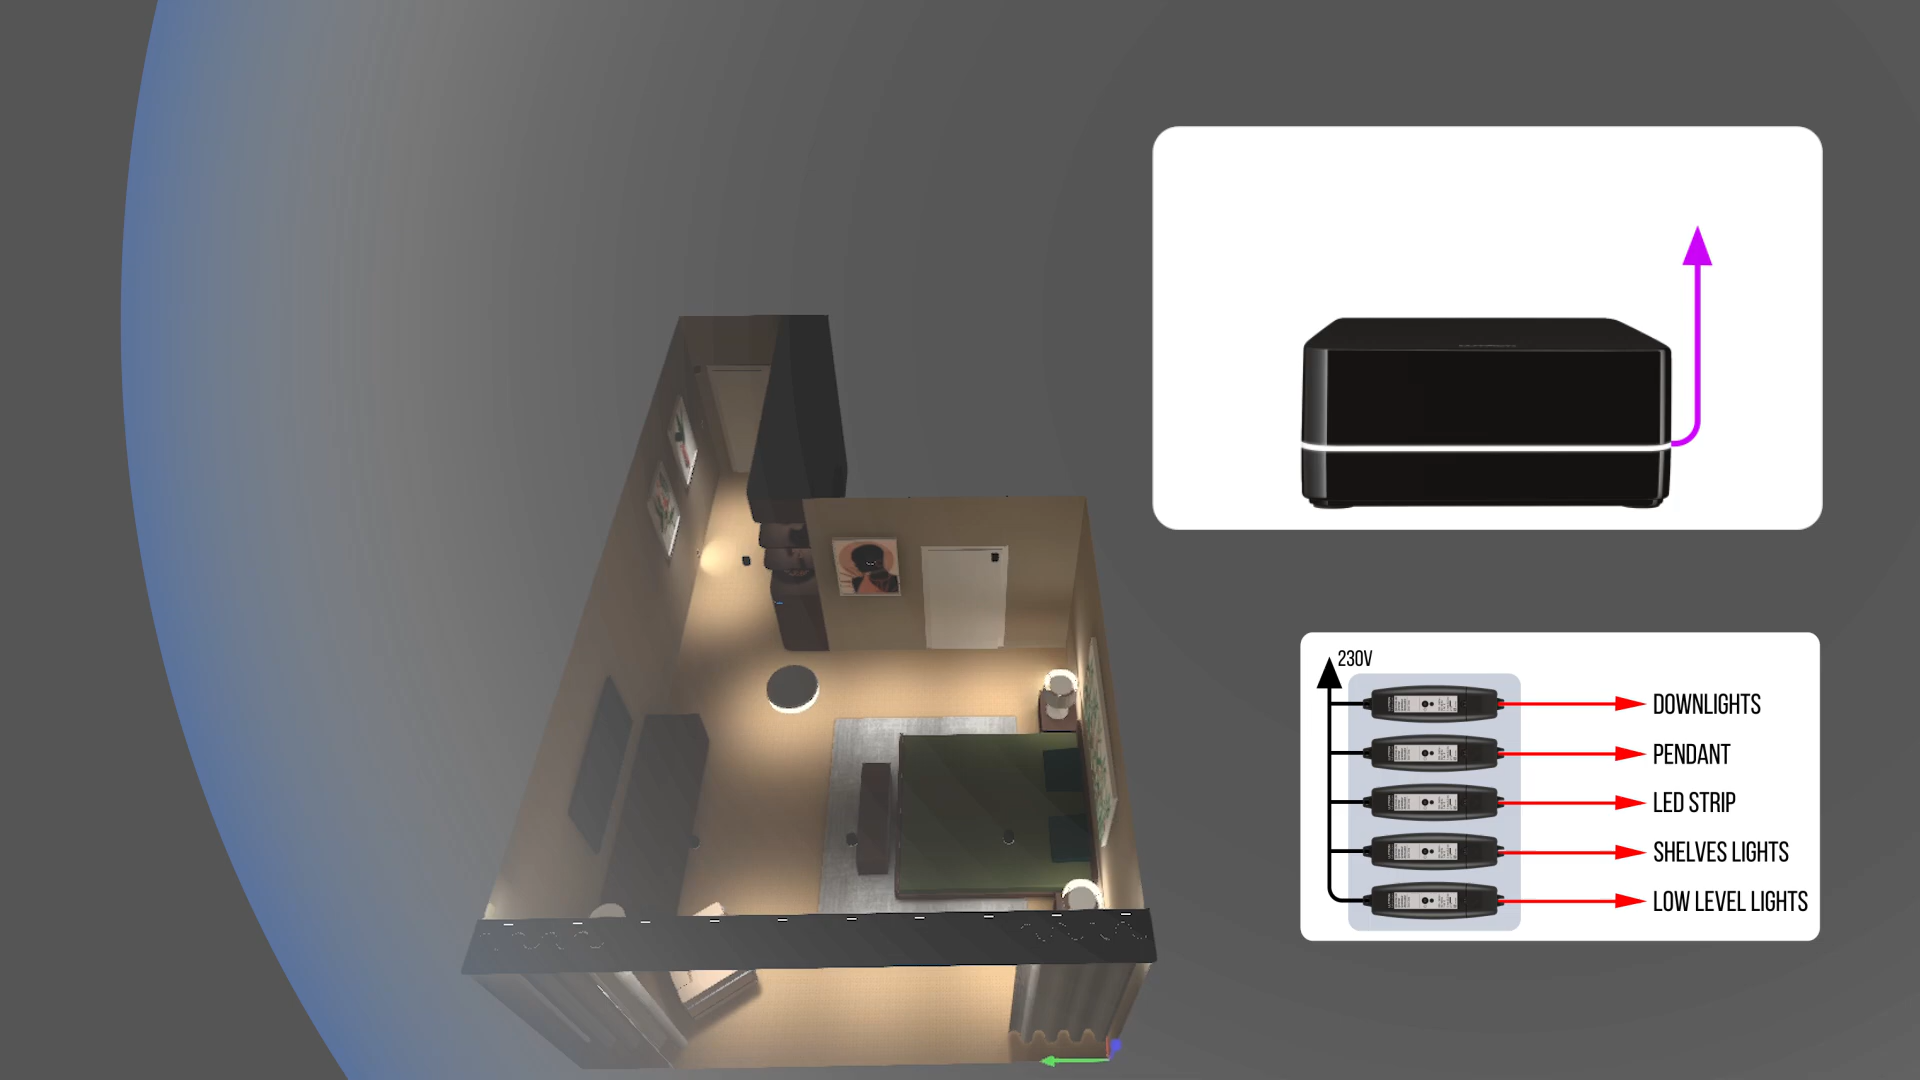 230V
DOWNLIGHTS
PENDANT
LED STRIP
SHELVES LIGHTS
LOW LEVEL LIGHTS